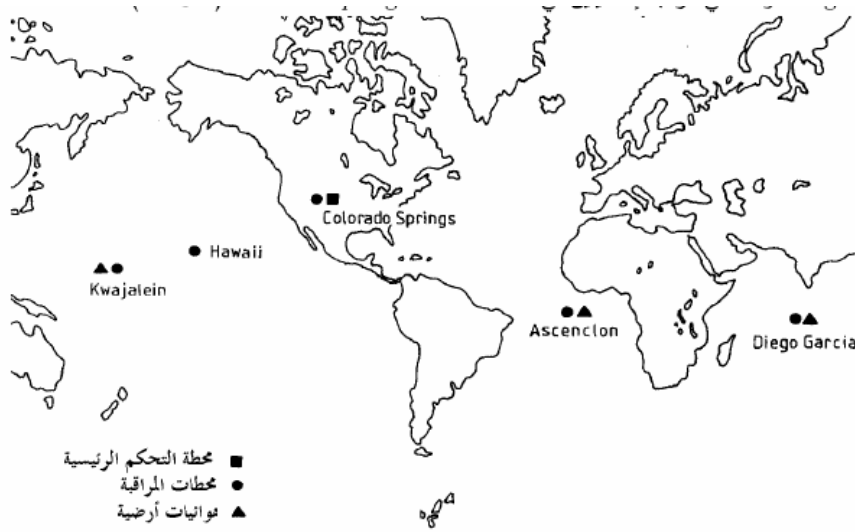 Colorado Springs
Hawaii
Kwajalein
Ascencion
Diego Garcia
محطة التحكم الرئيسية
محطات المراقبة
هوائيات أرضية